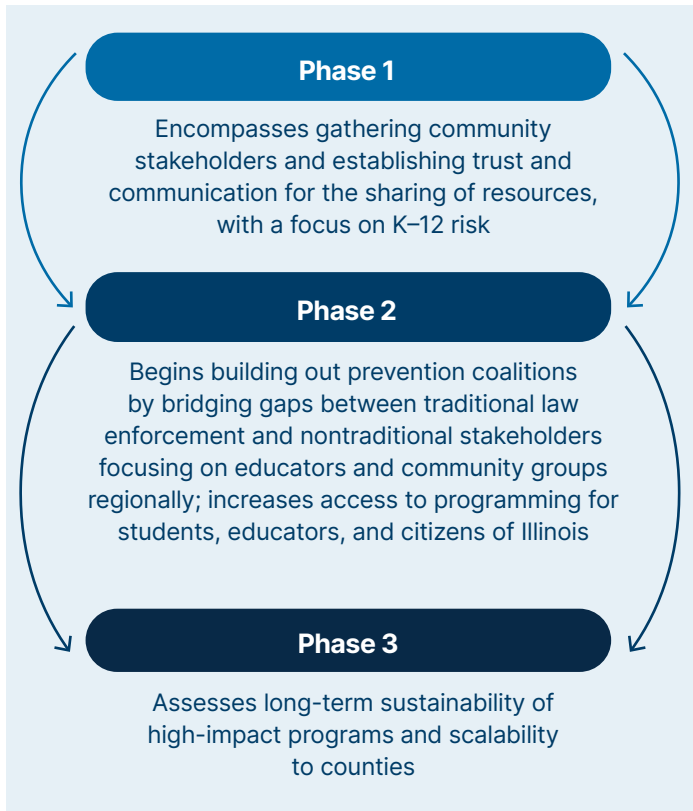 Phase 1
Encompasses gathering community
stakeholders and establishing trust and
communication for the sharing of resources,
with a focus on K–12 risk
Phase 2
Begins building out prevention coalitions
by bridging gaps between traditional law
enforcement and nontraditional stakeholders
focusing on educators and community groups
regionally; increases access to programming for
students, educators, and citizens of Illinois
Phase 3
Assesses long-term sustainability of
high-impact programs and scalability
to counties